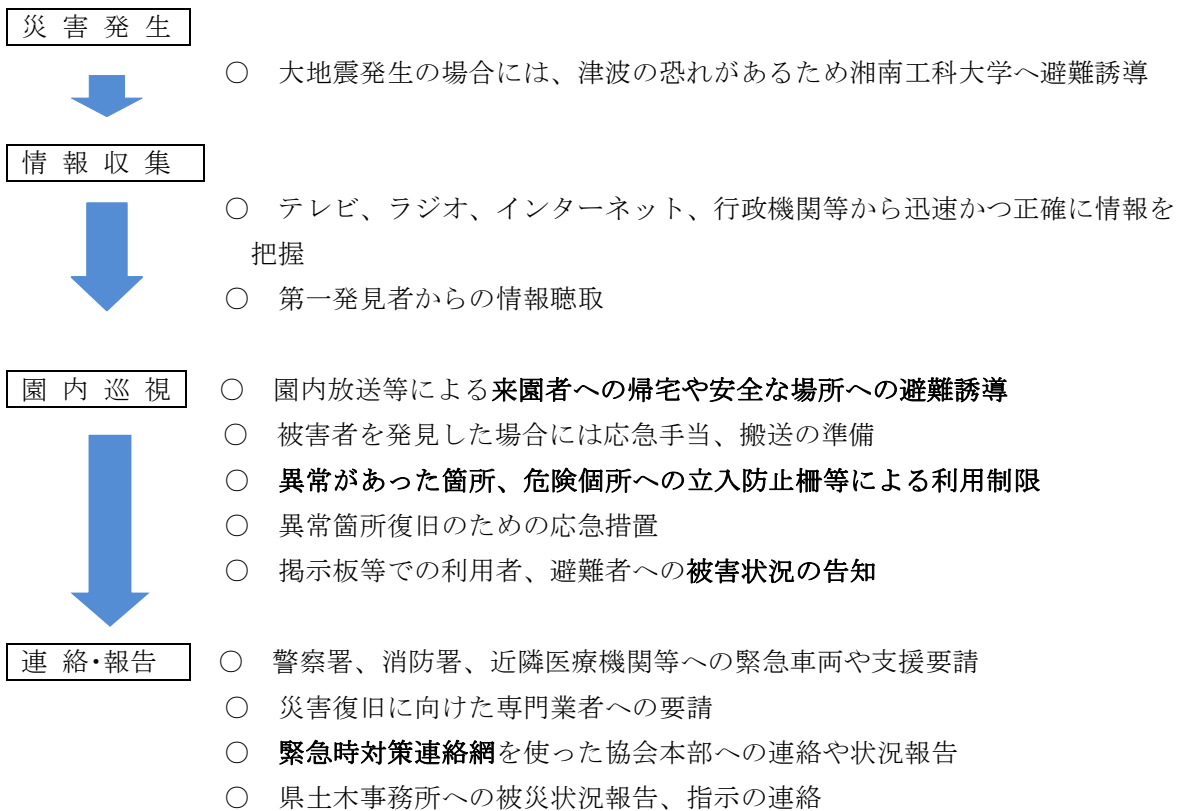 災 害 発 生
○ 大地震発生の場合には、津波の恐れがあるため湘南工科大学へ避難誘導
情 報 収 集
○ テレビ、ラジオ、インターネット、行政機関等から迅速かつ正確に情報を
把握
○ 第一発見者からの情報聴取
園 内 巡 視 ○ 園内放送等による来園者への帰宅や安全な場所への避難誘導
○ 被害者を発見した場合には応急手当、搬送の準備
○ 異常があった箇所、危険個所への立入防止柵等による利用制限
○ 異常箇所復旧のための応急措置
○ 掲示板等での利用者、避難者への被害状況の告知
連 絡・報告 ○ 警察署、消防署、近隣医療機関等への緊急車両や支援要請
○ 災害復旧に向けた専門業者への要請
○ 緊急時対策連絡網を使った協会本部への連絡や状況報告
○ 県土木事務所への被災状況報告、指示の連絡